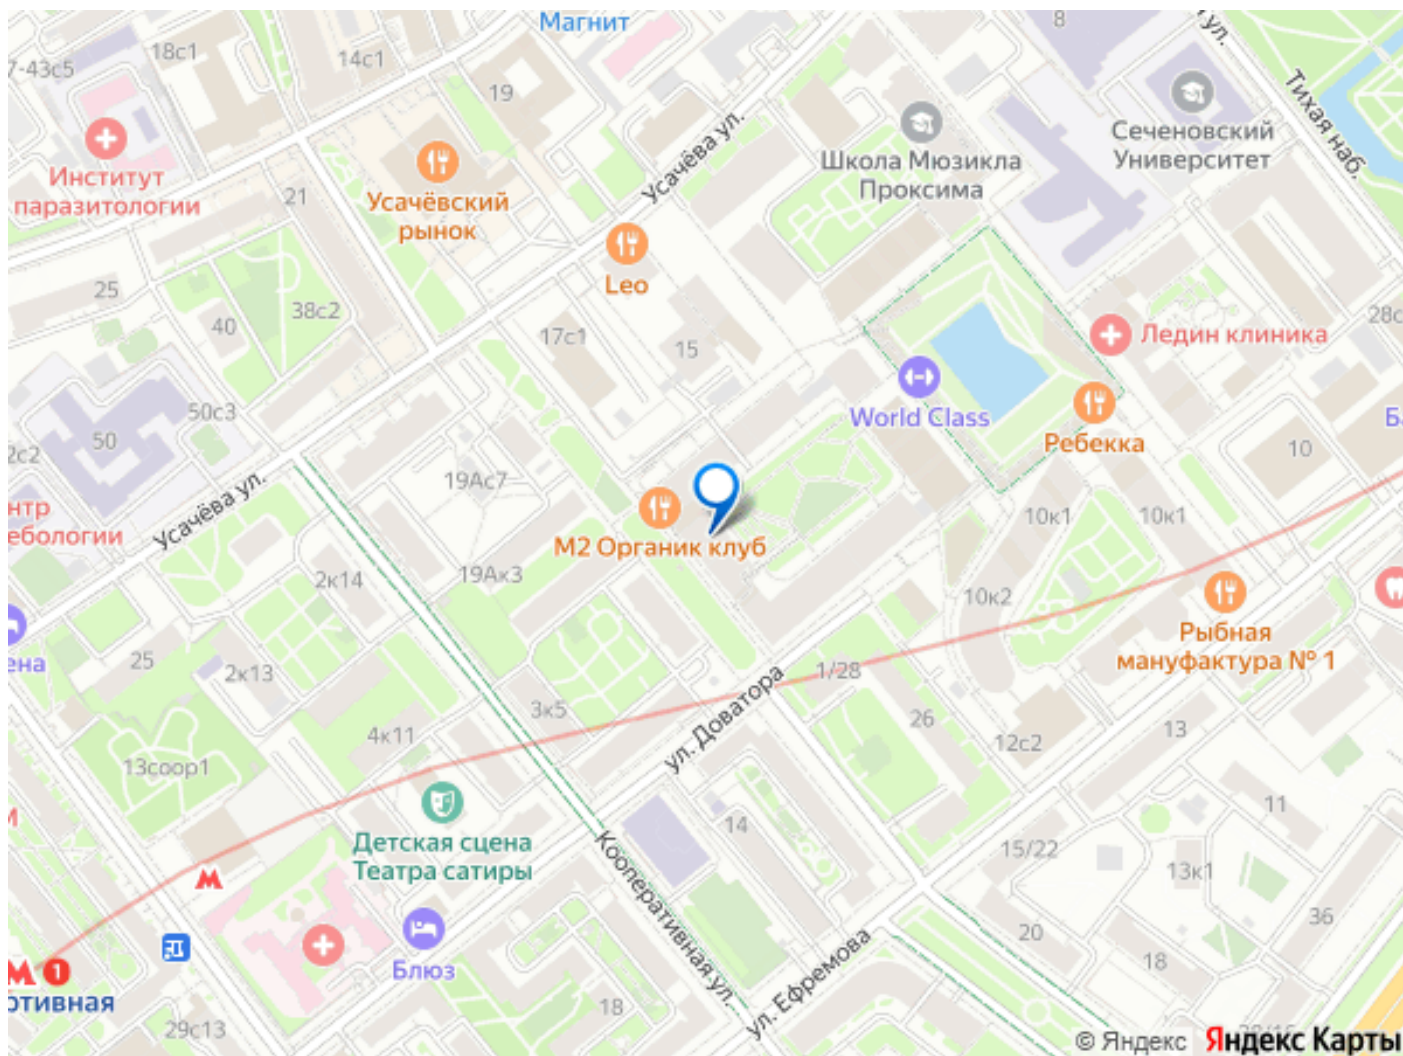 Магнит
8
7-43с5
18с1
14с1
19
Усачёва ул.
ул.
Тихая наб.
Сеченовский
Университет
Школа Мюзикла
Проксима
Институт
паразитологии
21
Усачёвский
рынок
Leo
25
38с2
40
17с1
15
28с
Ледин клиника
World Class
Ребекка
50с3
50
2с2
10
Усачёва ул.
19Ас7
М2 Органик клуб
10к1
10к1
нтр
ебологии
2к14
19Ак3
10к2
Рыбная
мануфактура № 1
ена
25
2к13
1/28
ул. Доватора
3к5
4к11
26
12с2
13
13соор1
Детская сцена
Театра сатиры
14
11
15/22
13к1
Кооперативная ул.
36
20
18
ул. Ефремова
Блюз
М
1
ртивная
18
29с13
© Яндекс
Яндекс Карты